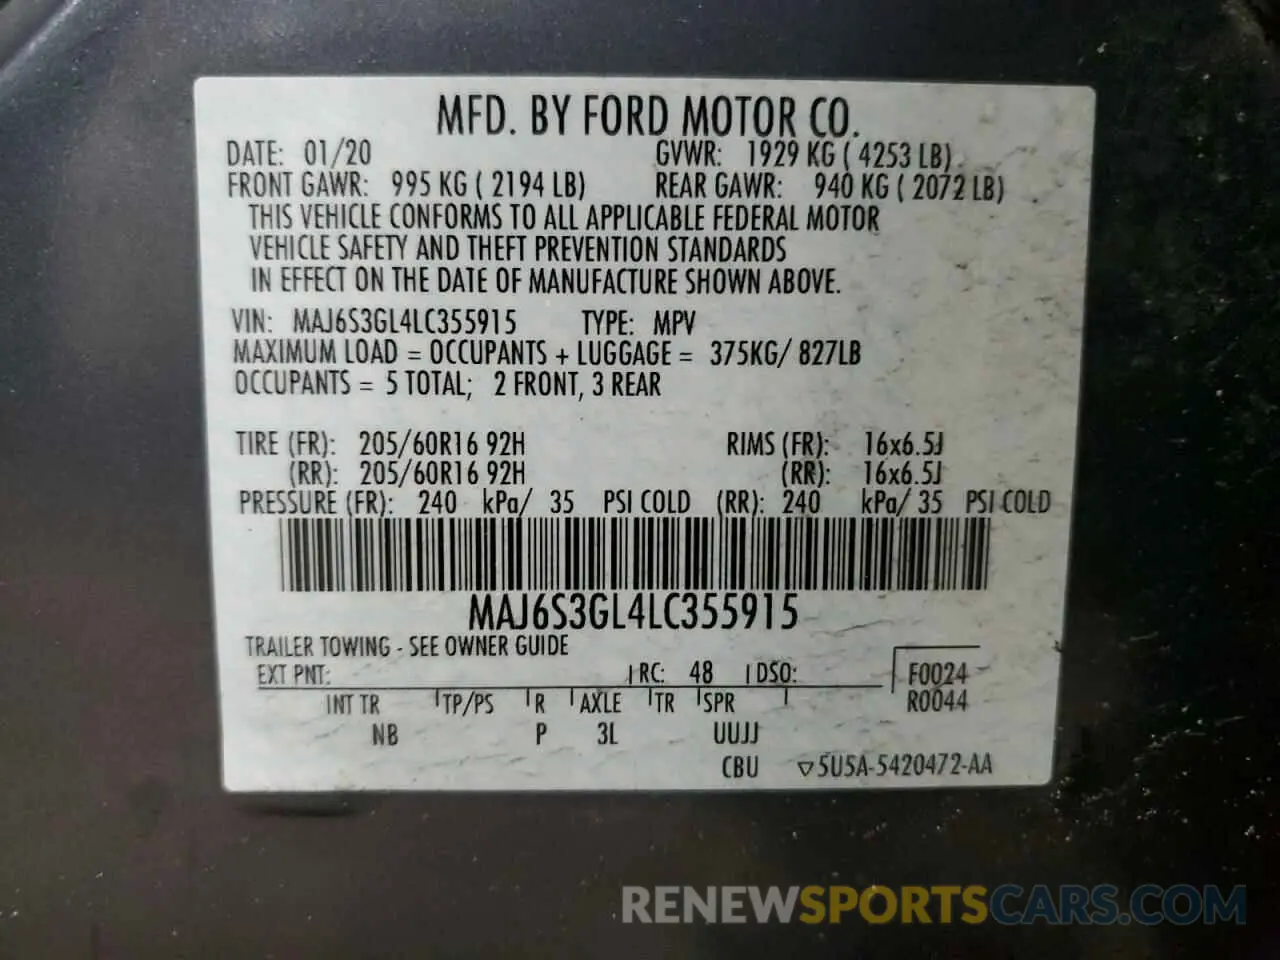 MFD. BY FORD MOTOR CO.
DATE: 01/20 GVWR: 1929 KG ( 4253 LB)
FRONT GAWR: 995 KG ( 2194 LB) REAR GAWR: 940 KG ( 2072 LB)
THIS VEHICLE CONFORMS TO ALL APPLICABLE FEDERAL MOTOR
VEHICLE SAFETY AND THEFT PREVENTION STANDARDS
IN EFFECT ON THE DATE OF MANUFACTURE SHOWN ABOVE.
VIN: MAJ6S3GL4LC355915 TYPE: MPV
MAXIMUM LOAD = OCCUPANTS + LUGGAGE = 375KG/ 827LB
OCCUPANTS = 5 TOTAL; 2 FRONT, 3 REAR
TIRE (FR): 205/60R16 92H RIMS (FR): 16x6.5J
(RR): 205/60R16 92H (RR): 16x6.5J
PRESSURE (FR): 240 kPa/ 35 PSI COLD (RR): 240 kPa/ 35 PSI COLD
MAJ6S3GL4LC355915
TRAILER TOWING - SEE OWNER GUIDE
EXT PNT: RC: 48 DSO: F0024
INT TR TP/PS R AXLE TR SPR R0044
NB P 3L UUJJ
CBU ▽5U5A-5420472-AA
RENEWSPORTSCARS.COM